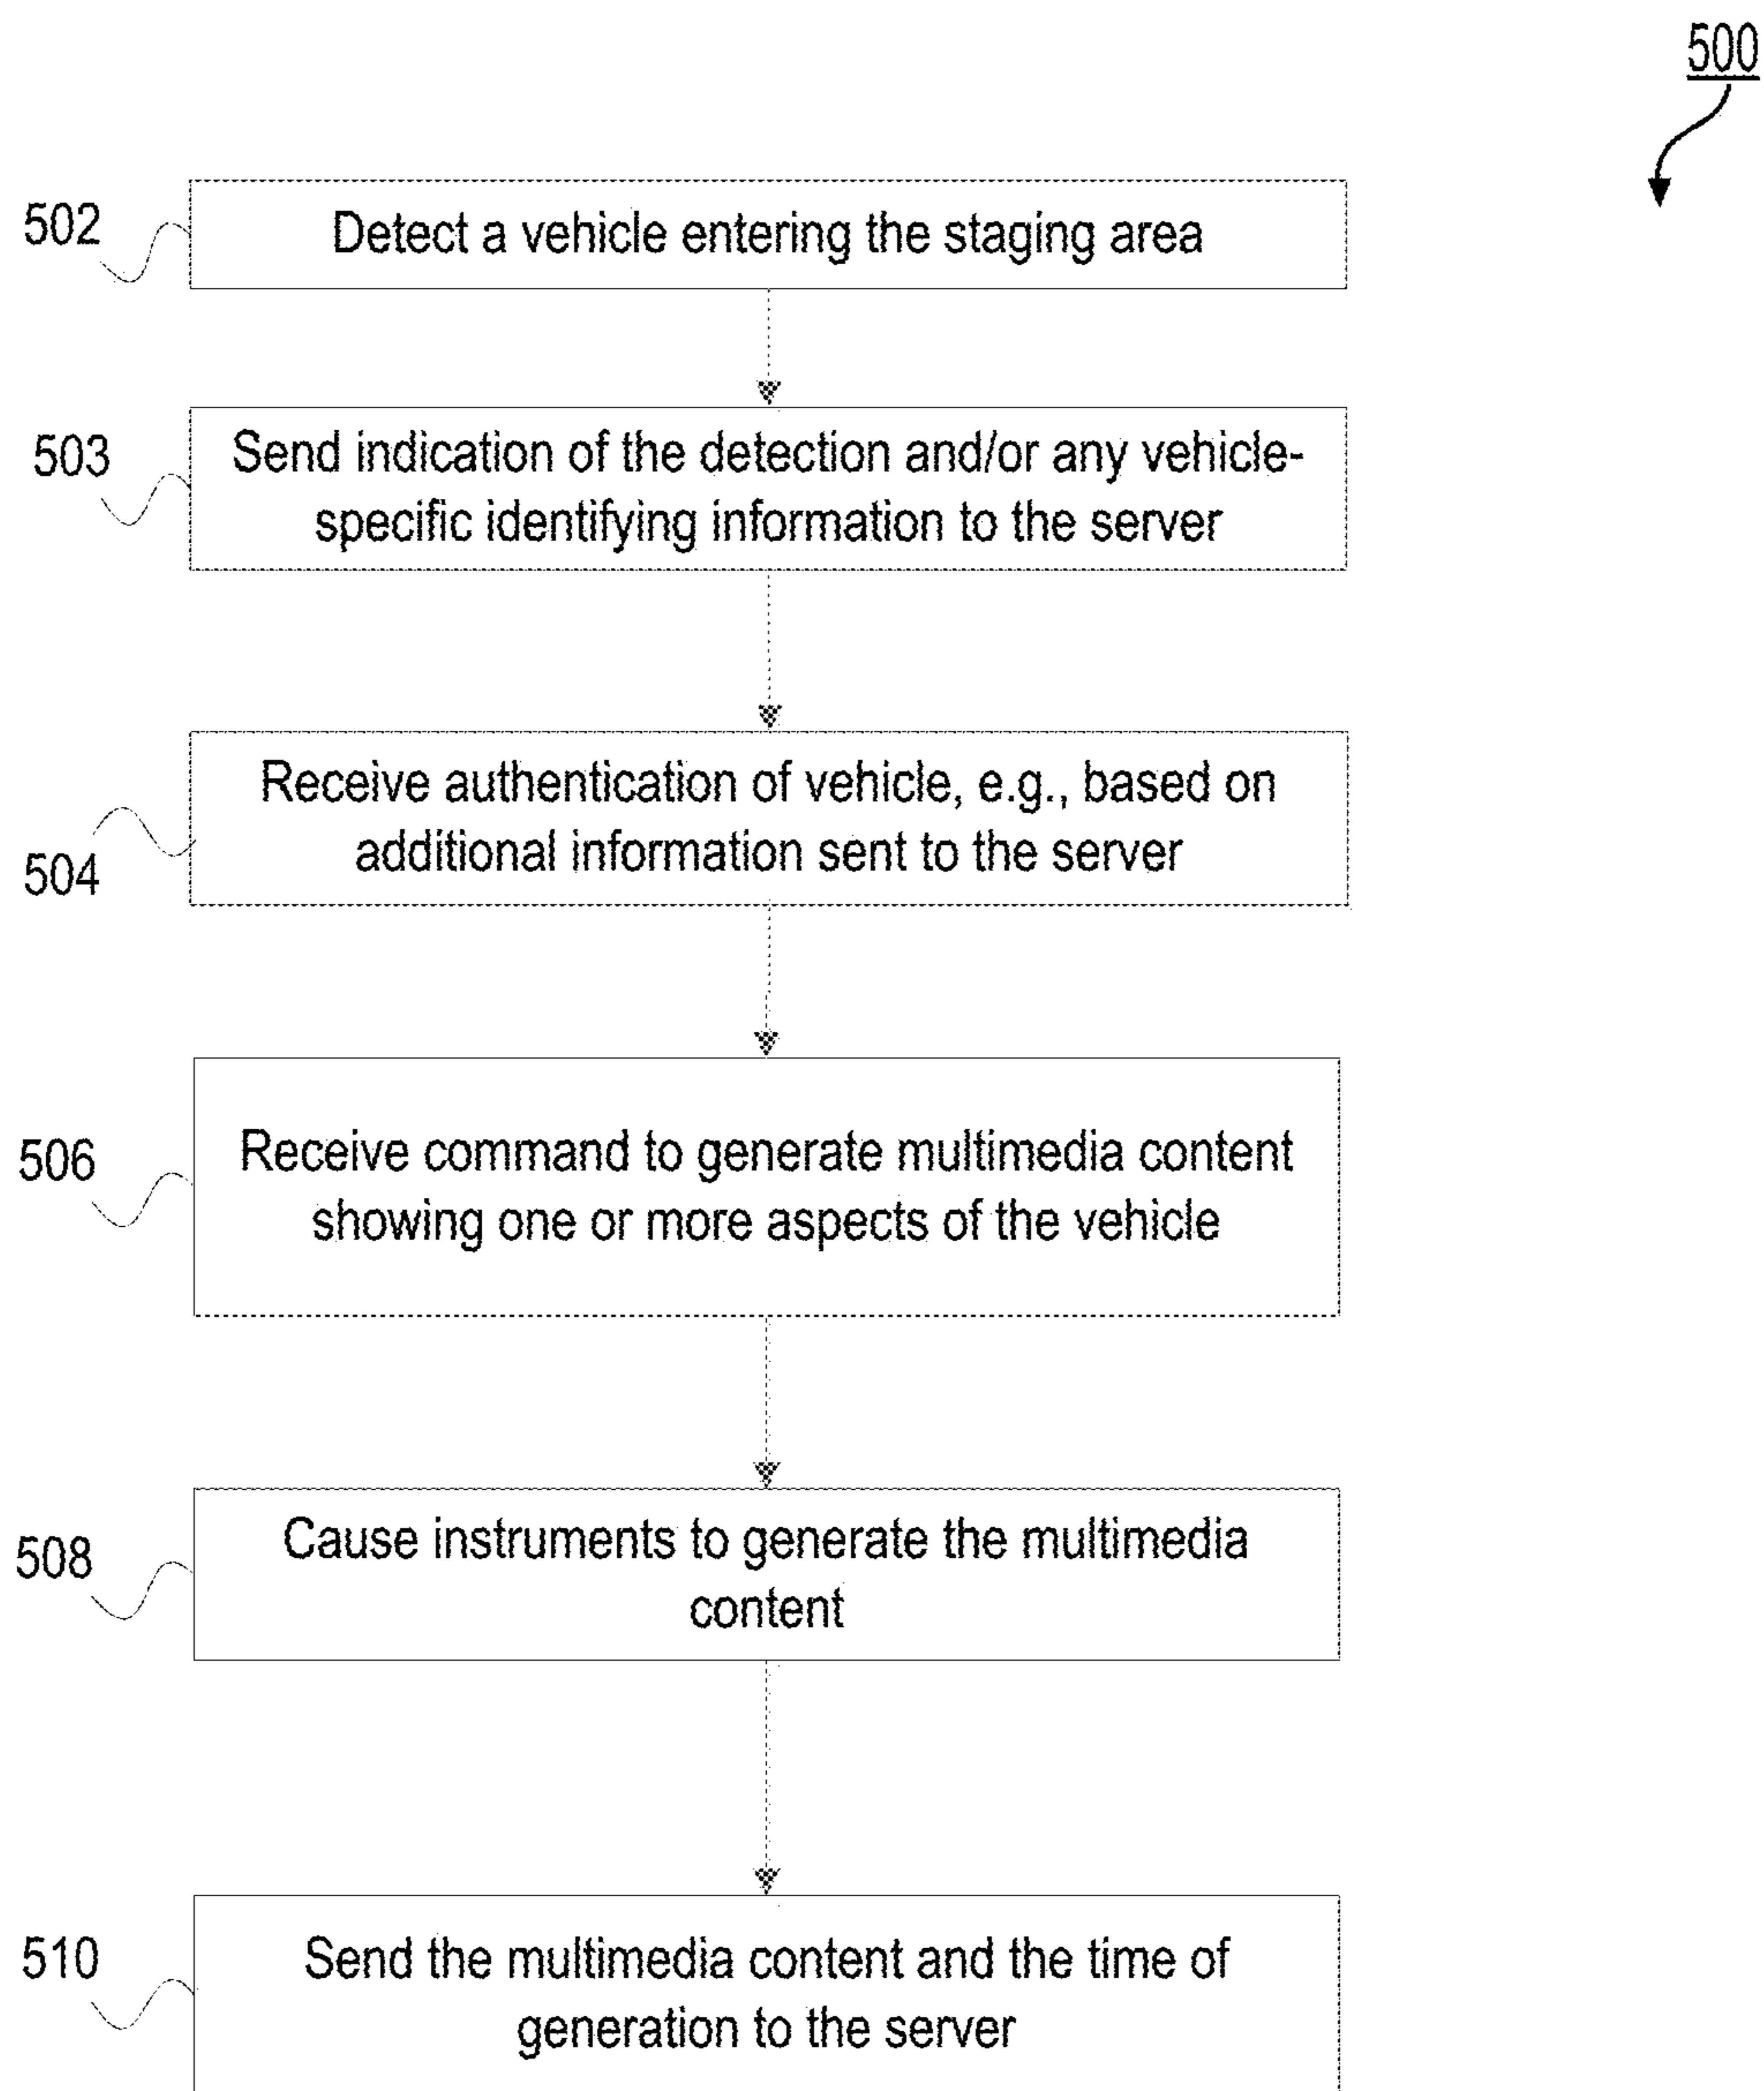 500
502
Detect a vehicle entering the staging area
503
Send indication of the detection and/or any vehicle-
specific identifying information to the server
504
Receive authentication of vehicle, e.g., based on
additional information sent to the server
506
Receive command to generate multimedia content
showing one or more aspects of the vehicle
508
Cause instruments to generate the multimedia
content
510
Send the multimedia content and the time of
generation to the server